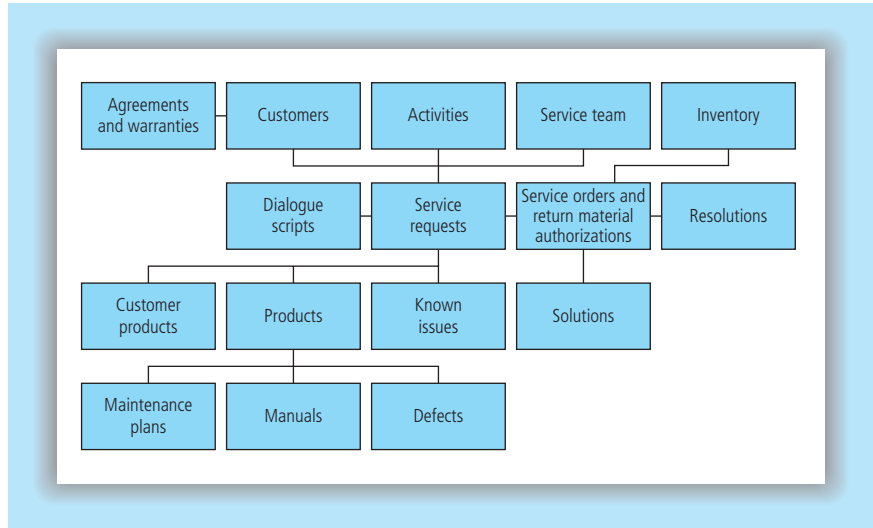 Agreements
and warranties
Customers
Activities
Service team
Inventory
Dialogue
scripts
Service
requests
Service orders and
return material
authorizations
Resolutions
Customer
products
Products
Known
issues
Solutions
Maintenance
plans
Manuals
Defects